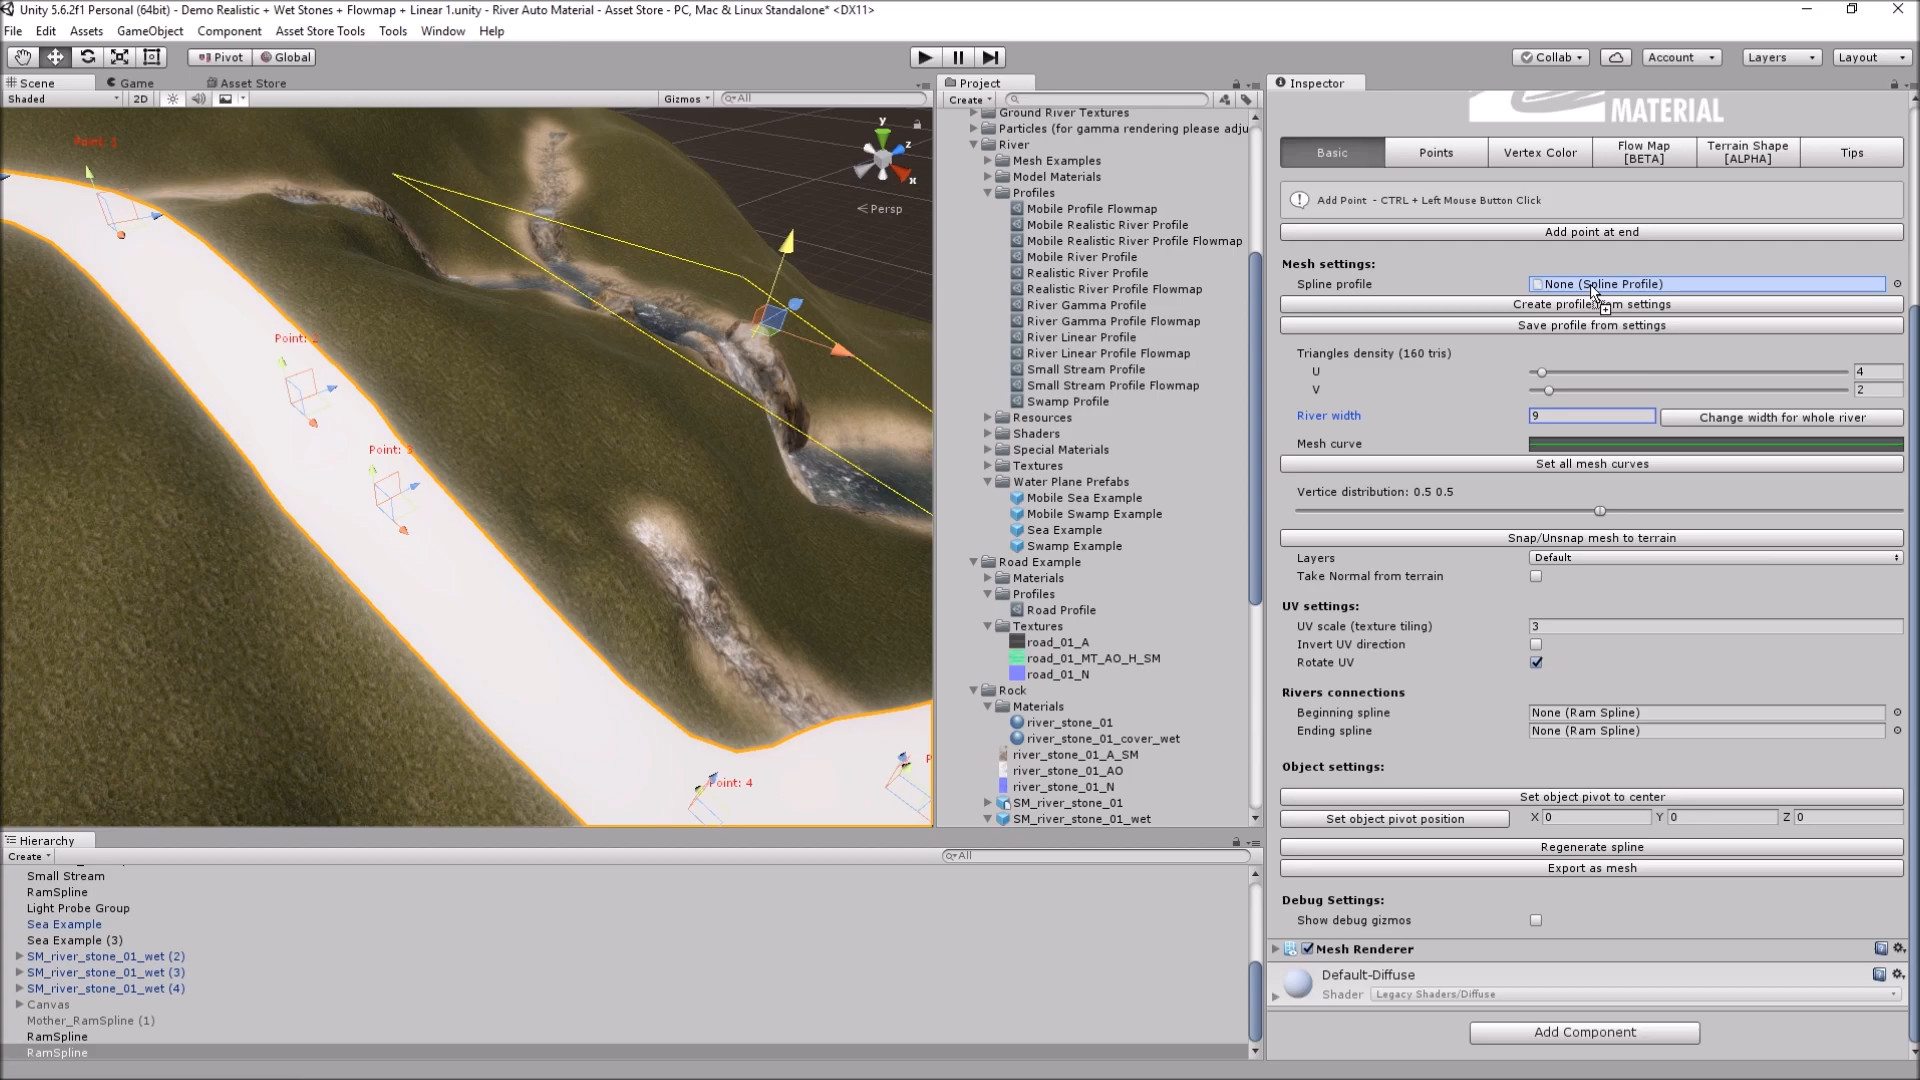 Unity 5.6.2f1 Personal (64bit) - Demo Realistic + Wet Stones + Flowmap + Linear 1.unity - River Auto Material - Asset Store - PC, Mac & Linux Standalone* <DX11>
File Edit Assets GameObject Component Asset Store Tools Tools Window Help
Pivot Global Collab Account Layers Layout
Scene Game Asset Store
Shaded 2D Gizmos All
Point: 2
Point: 3
Point: 4
y
z
x
Persp
Project
Create
Ground River Textures
Particles (for gamma rendering please adju
River
Mesh Examples
Model Materials
Profiles
Mobile Profile Flowmap
Mobile Realistic River Profile
Mobile Realistic River Profile Flowmap
Mobile River Profile
Realistic River Profile
Realistic River Profile Flowmap
River Gamma Profile
River Gamma Profile Flowmap
River Linear Profile
River Linear Profile Flowmap
Small Stream Profile
Small Stream Profile Flowmap
Swamp Profile
Resources
Shaders
Special Materials
Textures
Water Plane Prefabs
Mobile Sea Example
Mobile Swamp Example
Sea Example
Swamp Example
Road Example
Materials
Profiles
Road Profile
Textures
road_01_A
road_01_MT_AO_H_SM
road_01_N
Rock
Materials
river_stone_01
river_stone_01_cover_wet
river_stone_01_A_SM
river_stone_01_AO
river_stone_01_N
SM_river_stone_01
SM_river_stone_01_wet
Hierarchy
Create All
Small Stream
RamSpline
Light Probe Group
Sea Example
Sea Example (3)
SM_river_stone_01_wet (2)
SM_river_stone_01_wet (3)
SM_river_stone_01_wet (4)
Canvas
Mother_RamSpline (1)
RamSpline
RamSpline
Inspector
MATERIAL
Basic Points Vertex Color Flow Map [BETA] Terrain Shape [ALPHA] Tips
Add Point - CTRL + Left Mouse Button Click
Add point at end
Mesh settings:
Spline profile None (Spline Profile)
Create profile from settings
Save profile from settings
Triangles density (160 tris)
U 4
V 2
River width 9 Change width for whole river
Mesh curve
Set all mesh curves
Vertice distribution: 0.5 0.5
Snap/Unsnap mesh to terrain
Layers Default
Take Normal from terrain
UV settings:
UV scale (texture tiling) 3
Invert UV direction
Rotate UV
Rivers connections
Beginning spline None (Ram Spline)
Ending spline None (Ram Spline)
Object settings:
Set object pivot to center
Set object pivot position X 0 Y 0 Z 0
Regenerate spline
Export as mesh
Debug Settings:
Show debug gizmos
Mesh Renderer
Default-Diffuse
Shader Legacy Shaders/Diffuse
Add Component